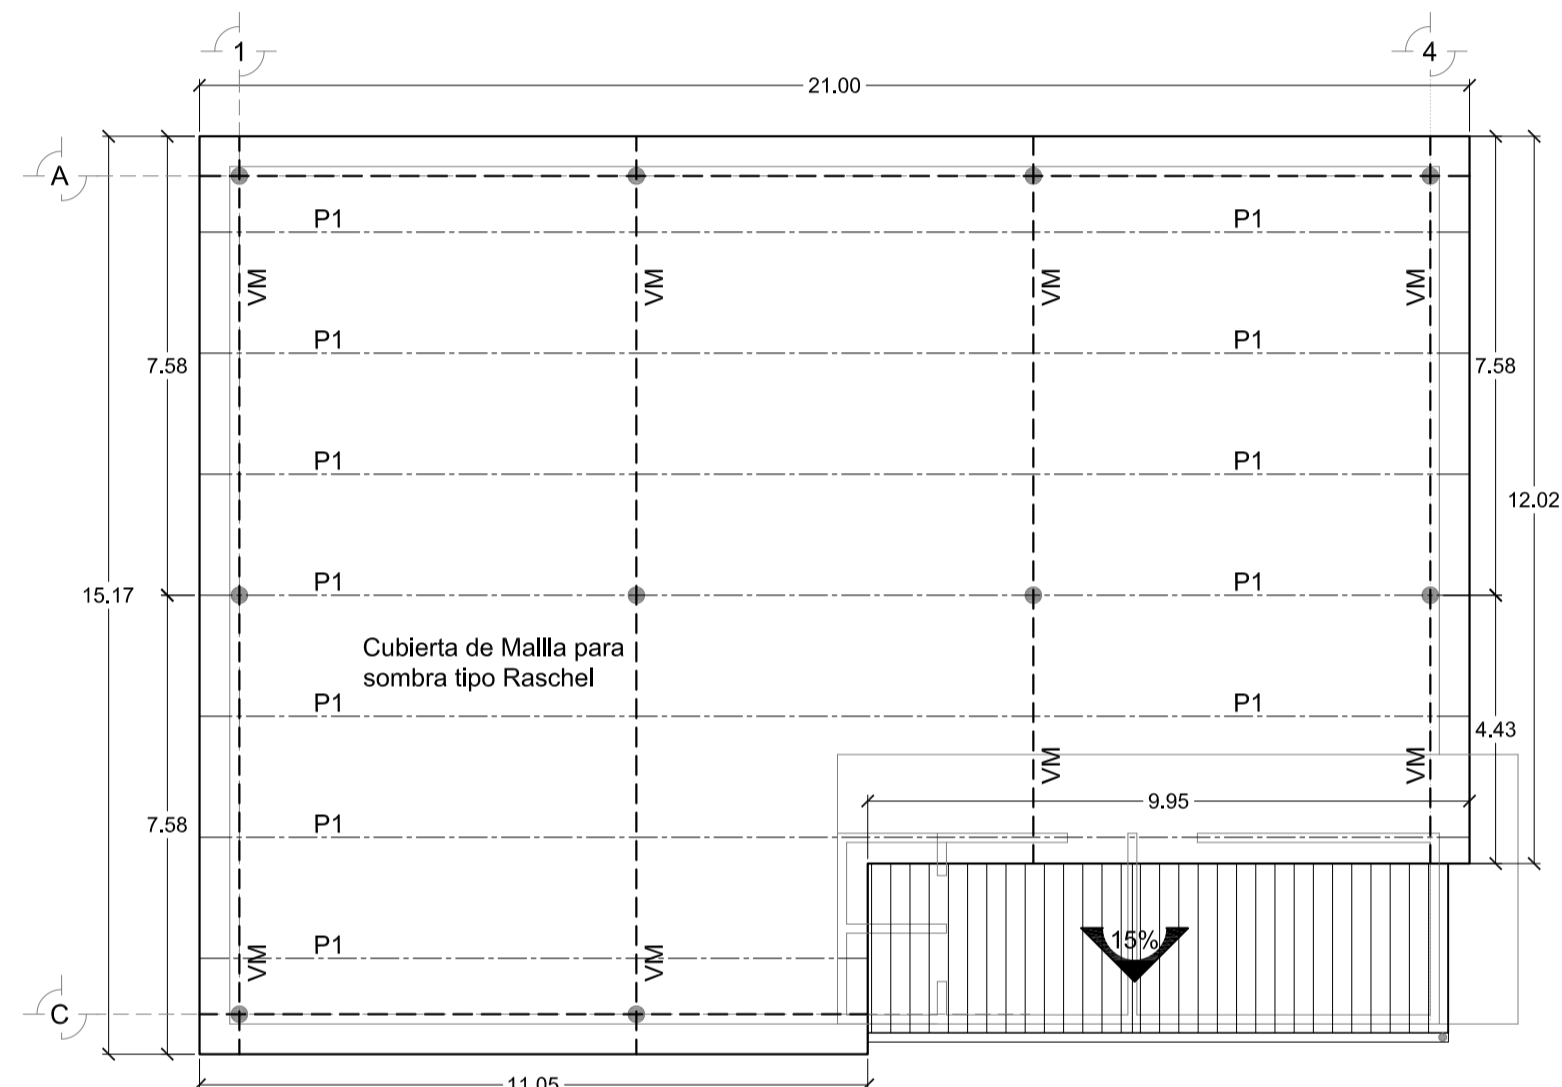 1
4
21.00
A
P1
P1
VM
VM
VM
VM
P1
P1
7.58
7.58
P1
P1
12.02
P1
P1
15.17
Cubierta de Mallla para
sombra tipo Raschel
P1
P1
4.43
VM
VM
9.95
7.58
P1
15%
P1
VM
VM
C
11.05